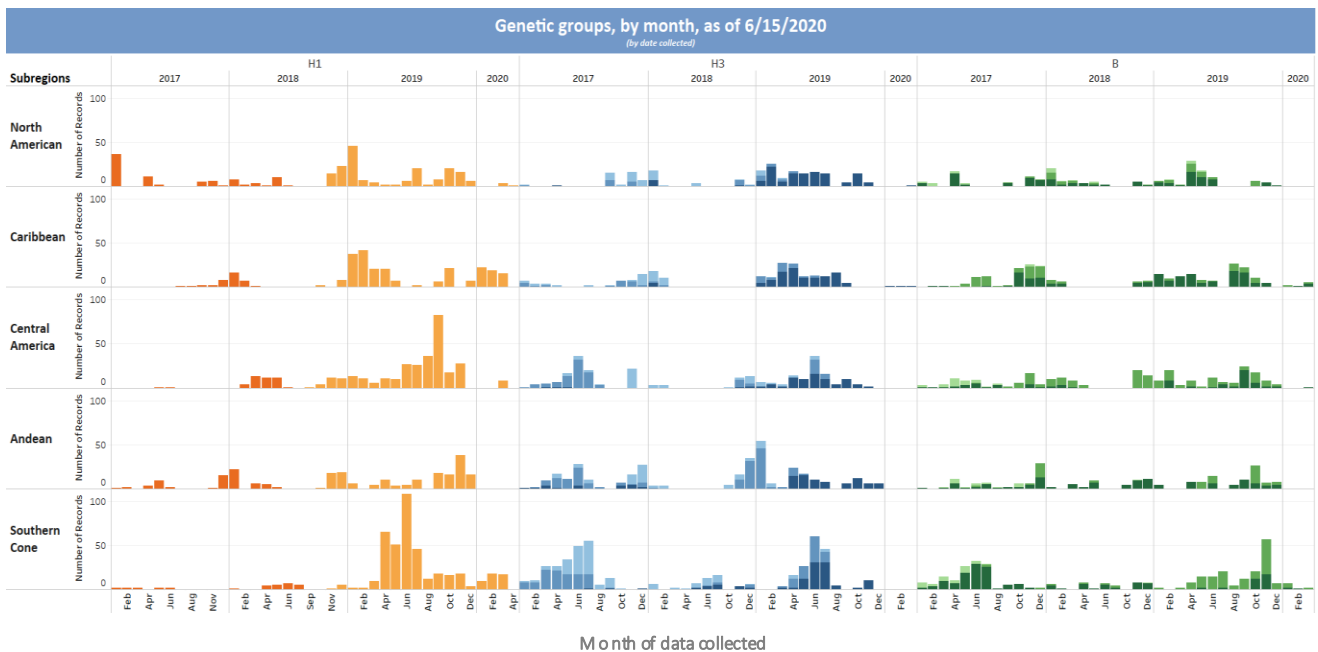 Genetic groups, by month, as of 6/15/2020
(by date collected)
H1 H3 B
Subregions 2017 2018 2019 2020 2017 2018 2019 2020 2017 2018 2019 2020
North American Number of Records 100 50 0
Caribbean Number of Records 100 50 0
Central America Number of Records 100 50 0
Andean Number of Records 100 50 0
Southern Cone Number of Records 100 50 0
Feb Apr Jun Aug Nov Feb Apr Jun Sep Nov Feb Apr Jun Aug Oct Dec Feb Apr Feb Apr Jun Aug Oct Dec Feb Apr Jun Oct Dec Feb Apr Jun Aug Oct Dec Feb Feb Apr Jun Aug Oct Dec Feb Apr Jun Oct Dec Feb Apr Jun Aug Oct Dec Feb
Month of data collected